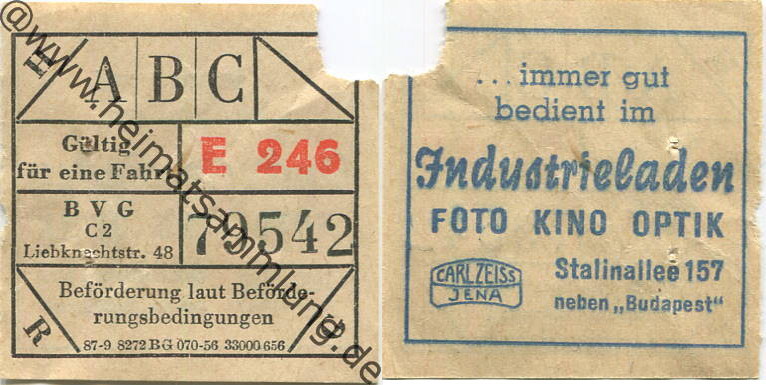 H A B C
Gültig
für eine Fahrt
E 246
B V G
C 2
Liebknechtstr. 48
79542
Beförderung laut Beförde-
rungsbedingungen
R
87-9 8272 BG 070-56 33000 656
@www.heimatsammlung.de
...immer gut
bedient im
Industrieladen
FOTO KINO OPTIK
CARL ZEISS
JENA
Stalinallee 157
neben „Budapest"